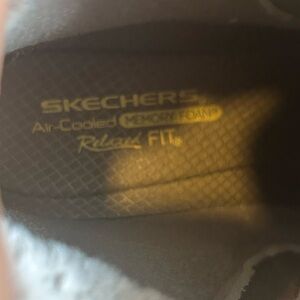 SKECHERS
Air-Cooled MEMORY FOAM
Relaxed FIT®